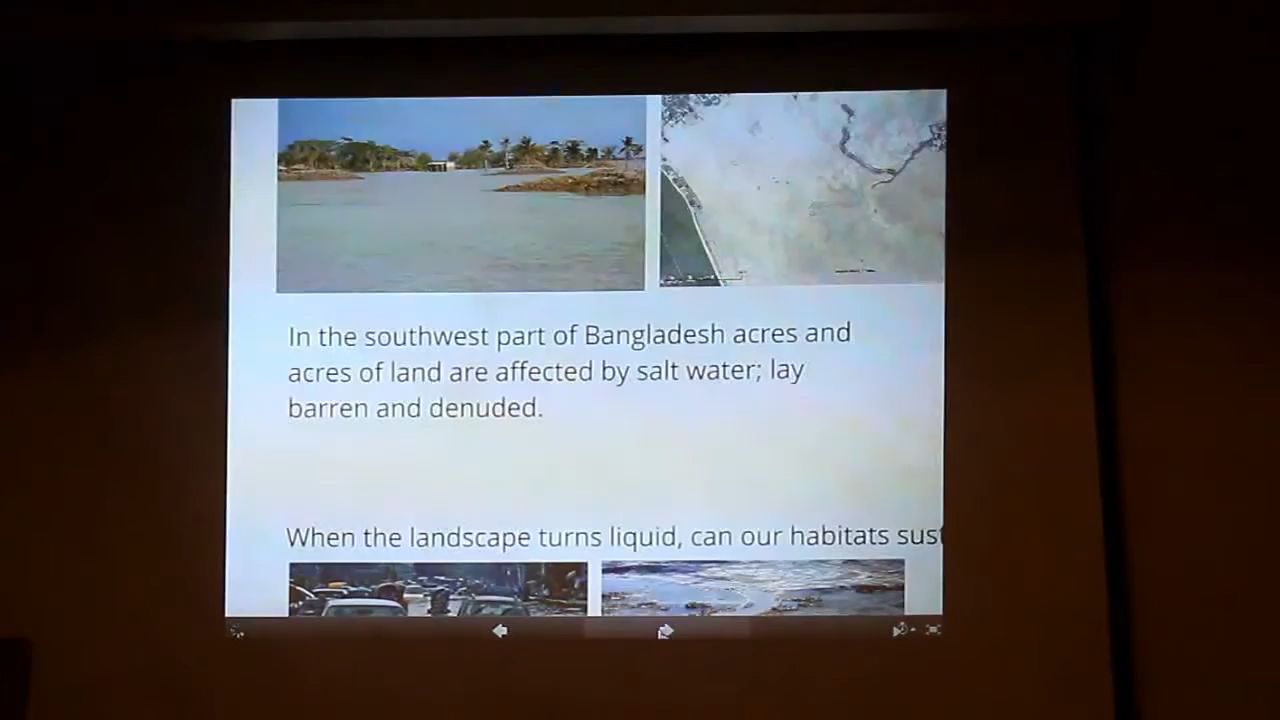 In the southwest part of Bangladesh acres and
acres of land are affected by salt water; lay
barren and denuded.
When the landscape turns liquid, can our habitats